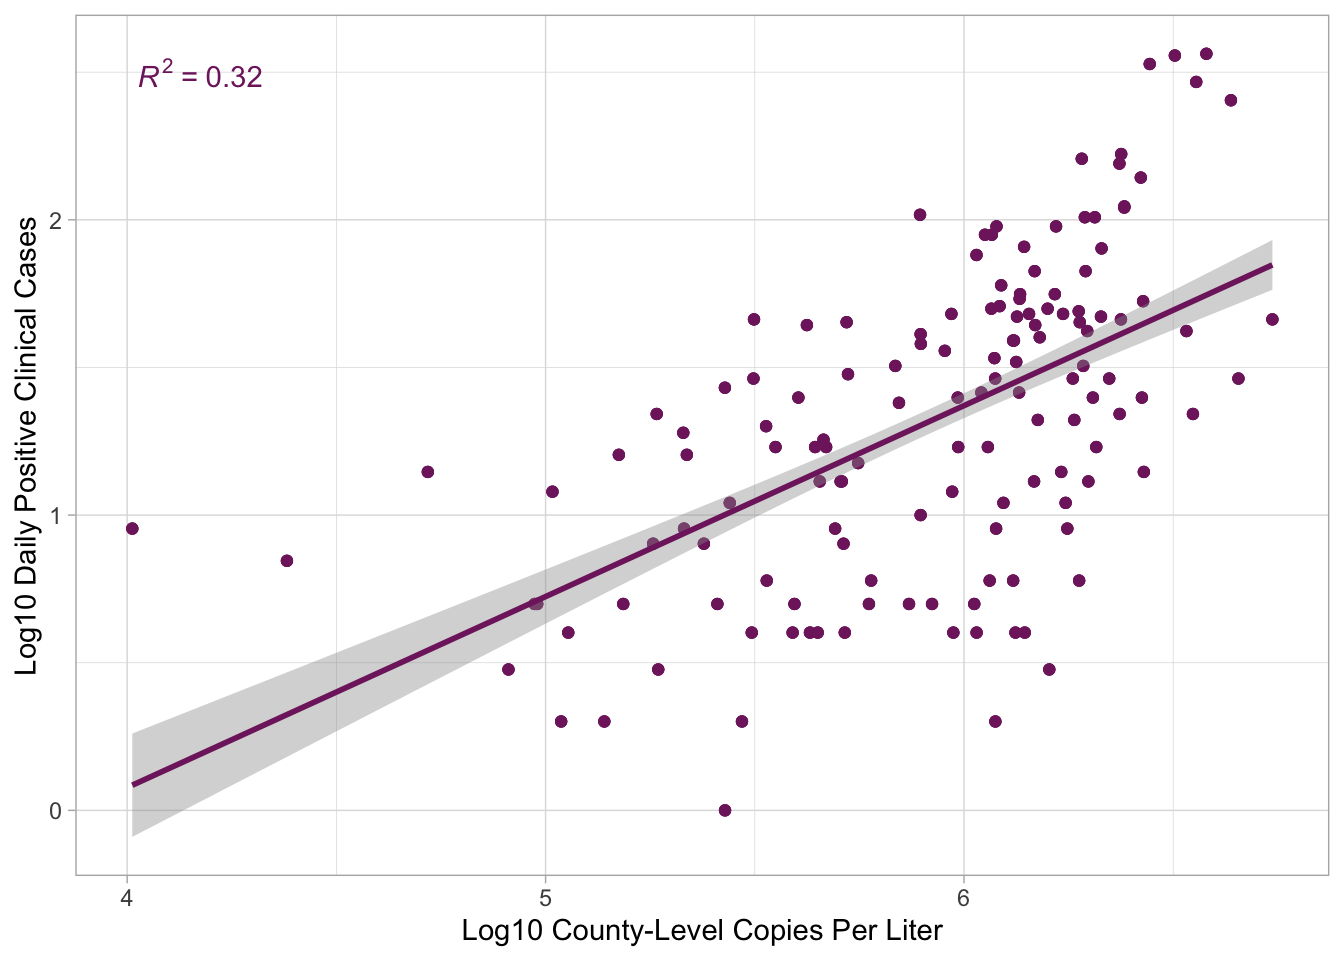 R² = 0.32
2
1
0
4 5 6
Log10 Daily Positive Clinical Cases
Log10 County-Level Copies Per Liter